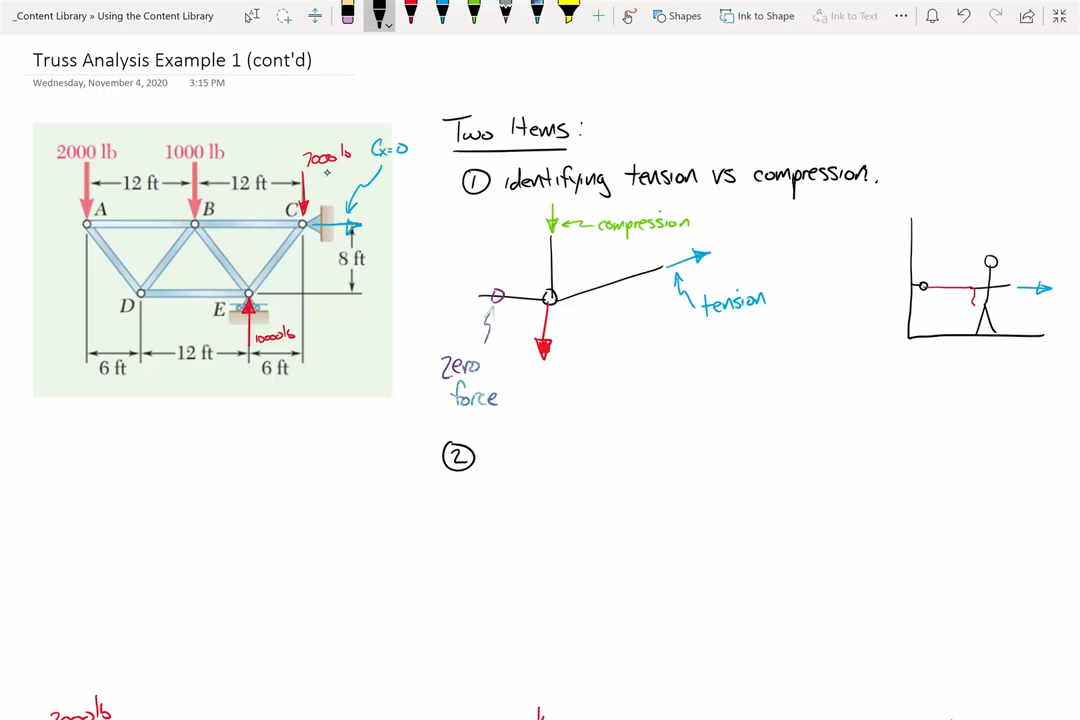 _Content Library » Using the Content Library
Shapes
Ink to Shape
Ink to Text
Truss Analysis Example 1 (cont'd)
Wednesday, November 4, 2020 3:15 PM
2000 lb
1000 lb
7000 lb
Cx=0
12 ft
12 ft
A
B
C
8 ft
D
E
10000 lb
6 ft
12 ft
6 ft
Two Items:
① identifying tension vs compression.
compression
tension
zero
force
②